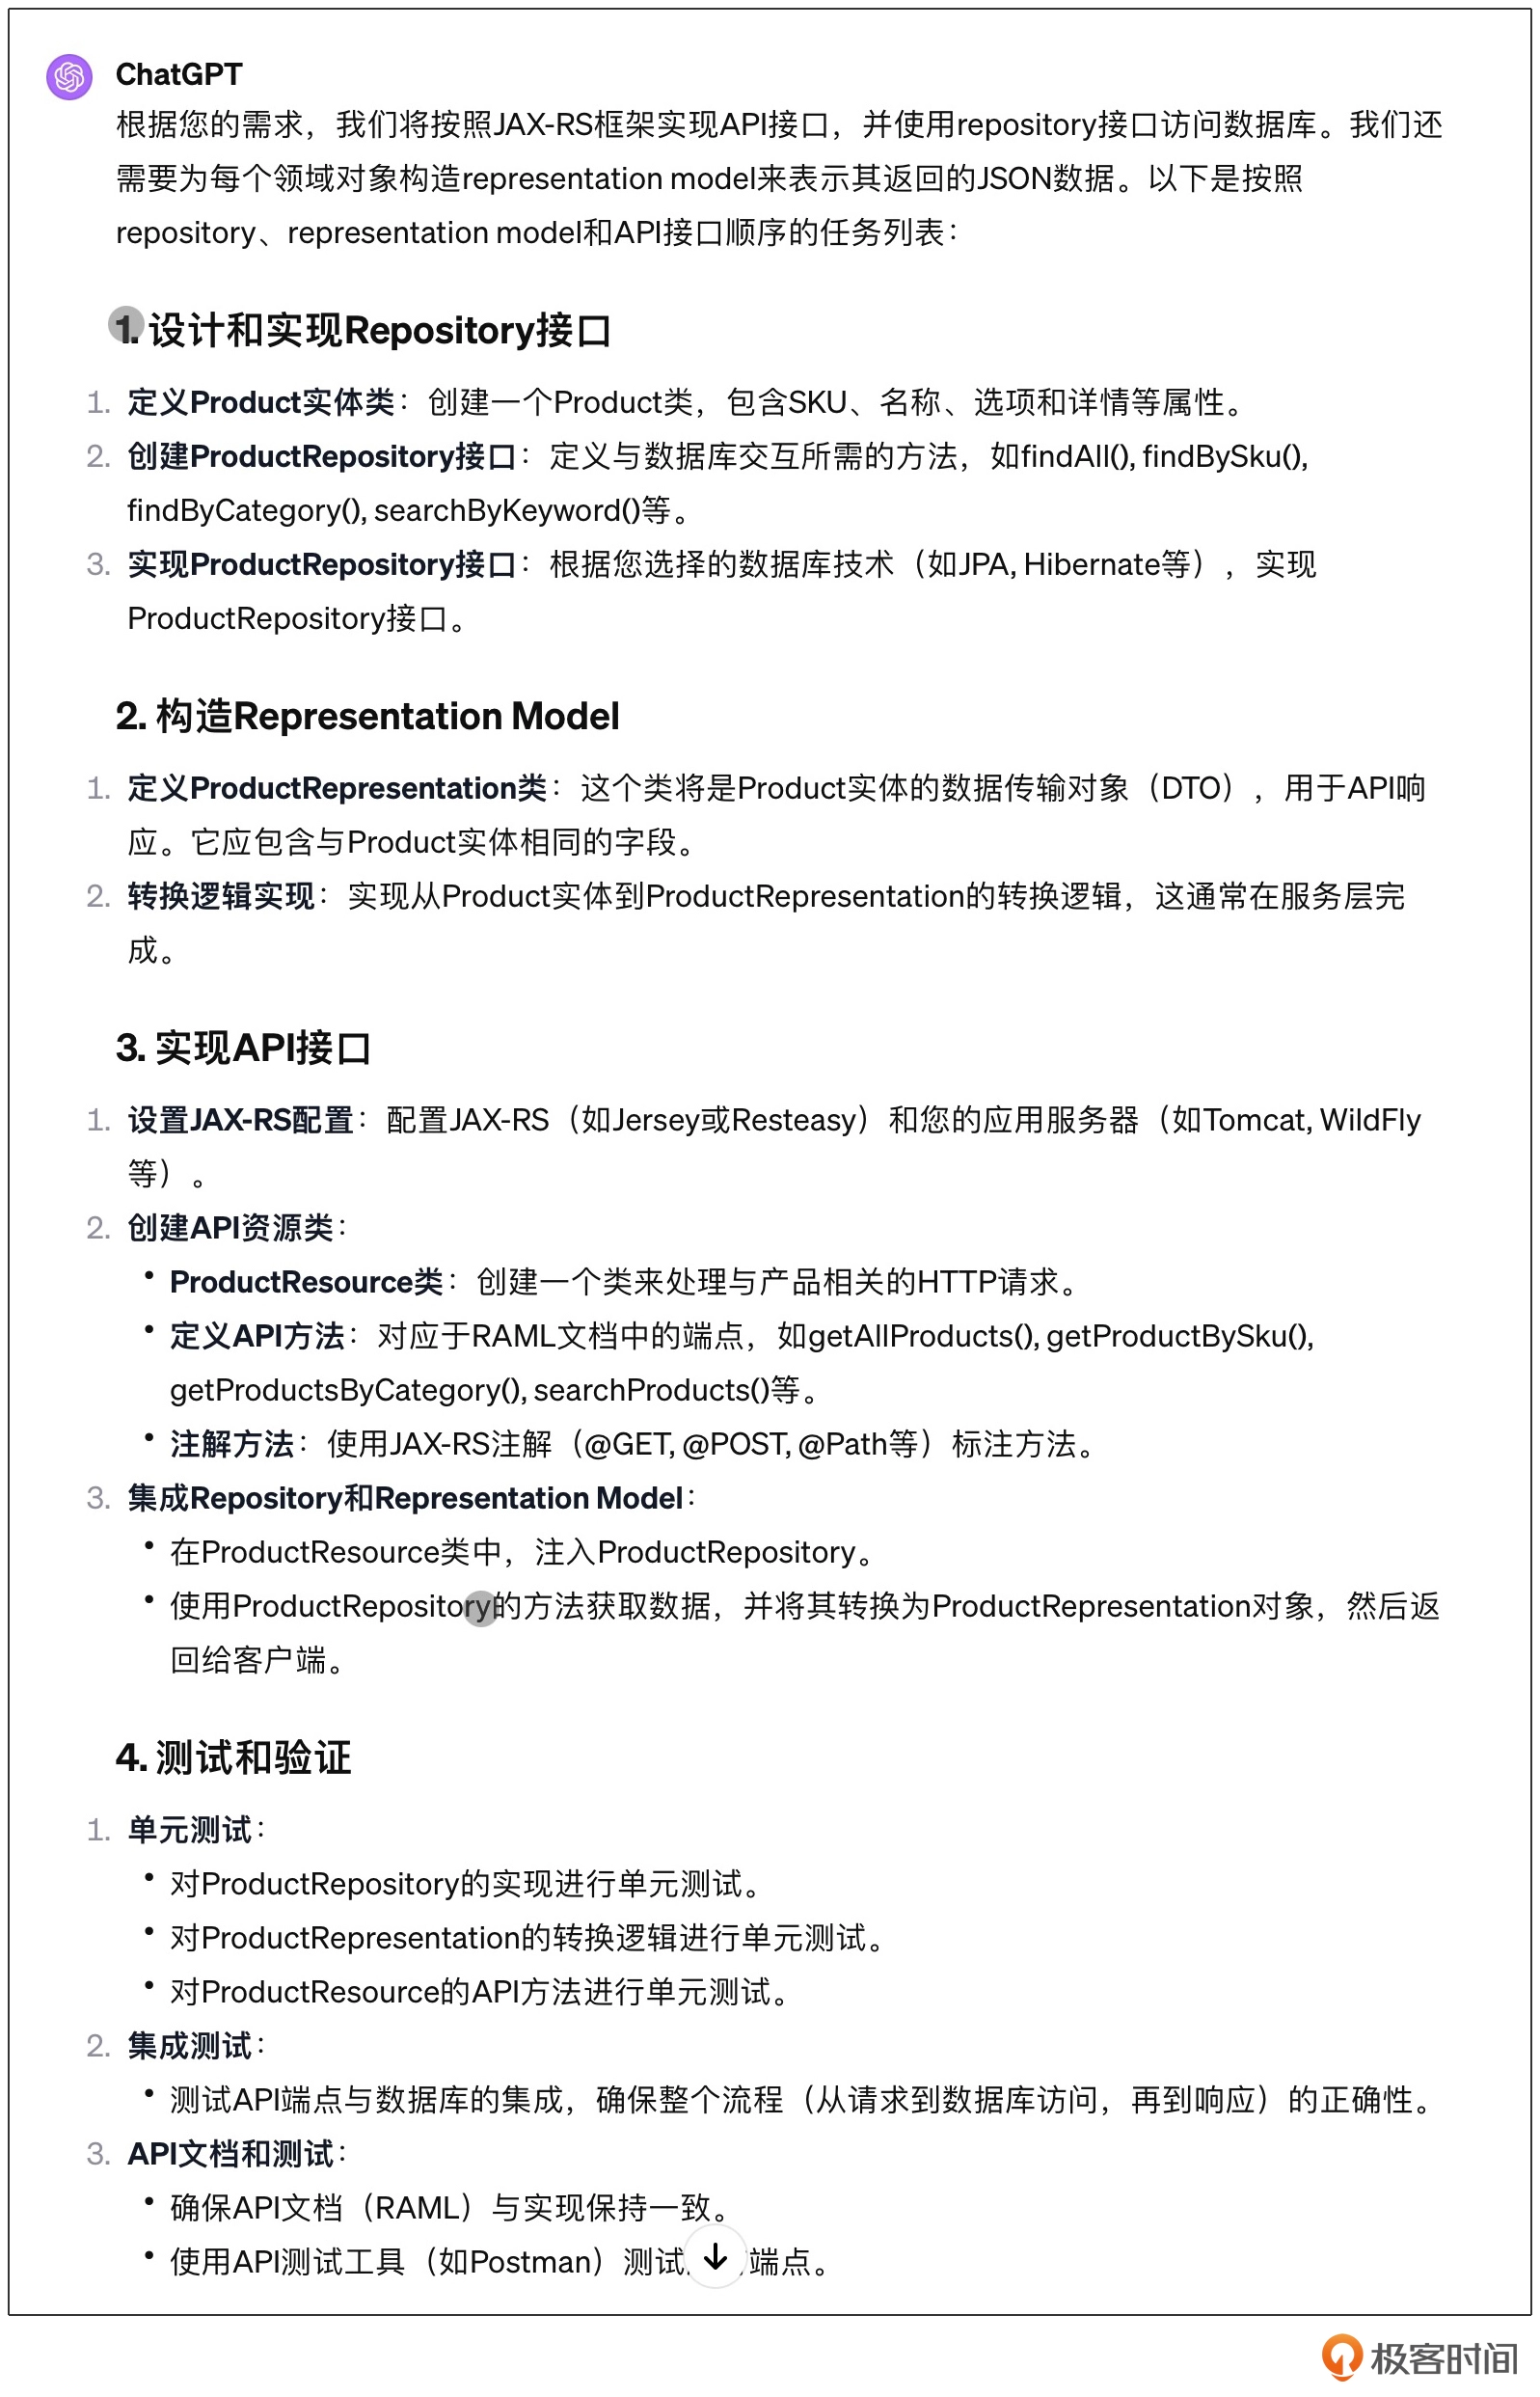 ChatGPT
根据您的需求，我们将按照JAX-RS框架实现API接口，并使用repository接口访问数据库。我们还
需要为每个领域对象构造representation model来表示其返回的JSON数据。以下是按照
repository、representation model和API接口顺序的任务列表：
1. 设计和实现Repository接口
1. 定义Product实体类：创建一个Product类，包含SKU、名称、选项和详情等属性。
2. 创建ProductRepository接口：定义与数据库交互所需的方法，如findAll(), findBySku(),
findByCategory(), searchByKeyword()等。
3. 实现ProductRepository接口：根据您选择的数据库技术（如JPA, Hibernate等），实现
ProductRepository接口。
2. 构造Representation Model
1. 定义ProductRepresentation类：这个类将是Product实体的数据传输对象（DTO），用于API响
应。它应包含与Product实体相同的字段。
2. 转换逻辑实现：实现从Product实体到ProductRepresentation的转换逻辑，这通常在服务层完
成。
3. 实现API接口
1. 设置JAX-RS配置：配置JAX-RS（如Jersey或Resteasy）和您的应用服务器（如Tomcat, WildFly
等）。
2. 创建API资源类：
• ProductResource类：创建一个类来处理与产品相关的HTTP请求。
• 定义API方法：对应于RAML文档中的端点，如getAllProducts(), getProductBySku(),
getProductsByCategory(), searchProducts()等。
• 注解方法：使用JAX-RS注解（@GET, @POST, @Path等）标注方法。
3. 集成Repository和Representation Model：
• 在ProductResource类中，注入ProductRepository。
• 使用ProductRepository的方法获取数据，并将其转换为ProductRepresentation对象，然后返
回给客户端。
4. 测试和验证
1. 单元测试：
• 对ProductRepository的实现进行单元测试。
• 对ProductRepresentation的转换逻辑进行单元测试。
• 对ProductResource的API方法进行单元测试。
2. 集成测试：
• 测试API端点与数据库的集成，确保整个流程（从请求到数据库访问，再到响应）的正确性。
3. API文档和测试：
• 确保API文档（RAML）与实现保持一致。
• 使用API测试工具（如Postman）测试端点。
极客时间